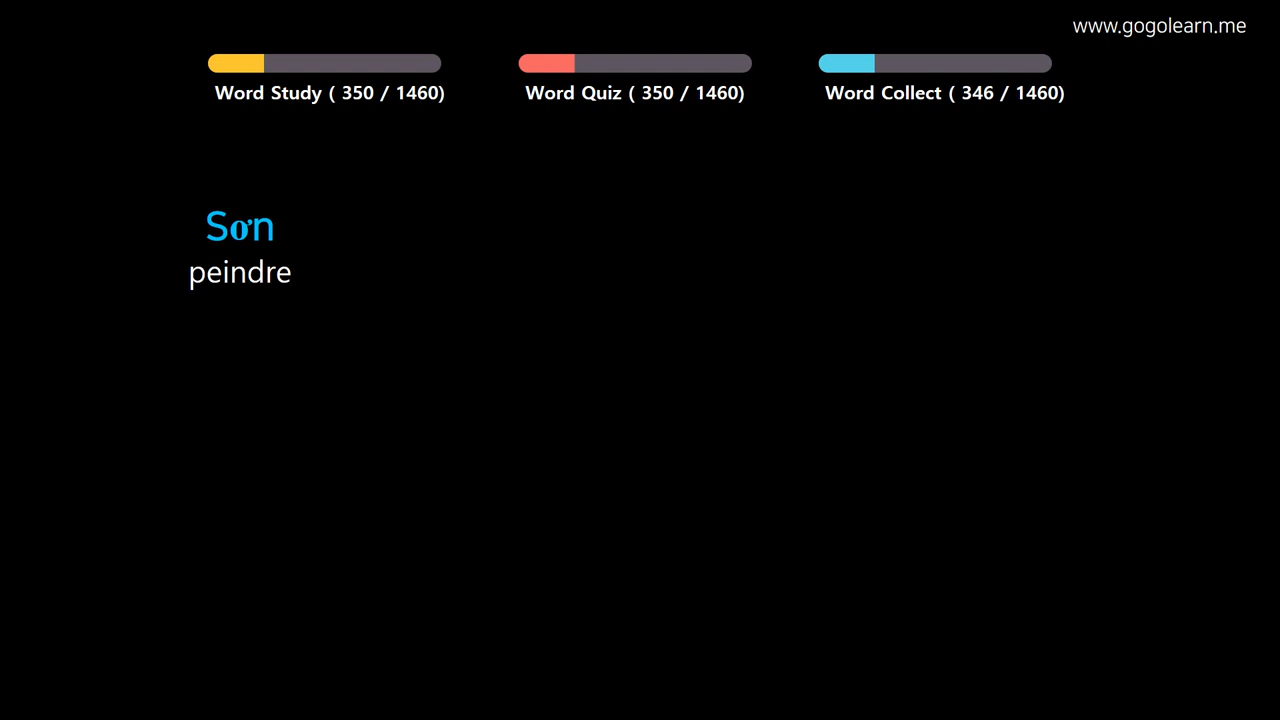 www.gogolearn.me
Word Study ( 350 / 1460)
Word Quiz ( 350 / 1460)
Word Collect ( 346 / 1460)
Sơn
peindre